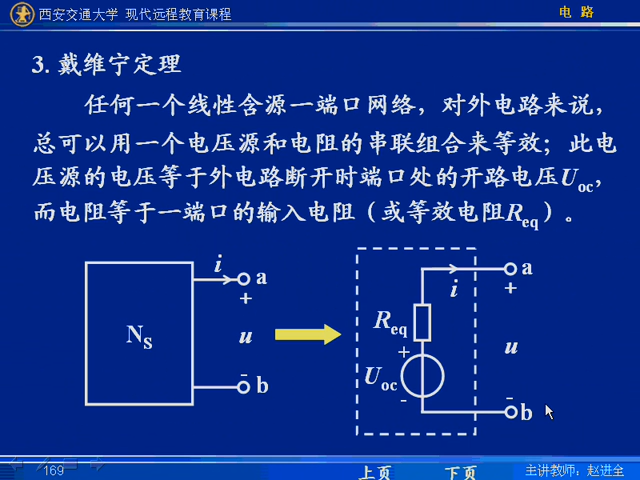 西安交通大学 现代远程教育课程
电 路
3. 戴维宁定理
任何一个线性含源一端口网络，对外电路来说，
总可以用一个电压源和电阻的串联组合来等效；此电
压源的电压等于外电路断开时端口处的开路电压Uoc，
而电阻等于一端口的输入电阻（或等效电阻Req）。
i
a
+
Ns
u
-
b
i
a
+
Req
u
+
Uoc
-
-
b
169
上页
下页
主讲教师：赵进全